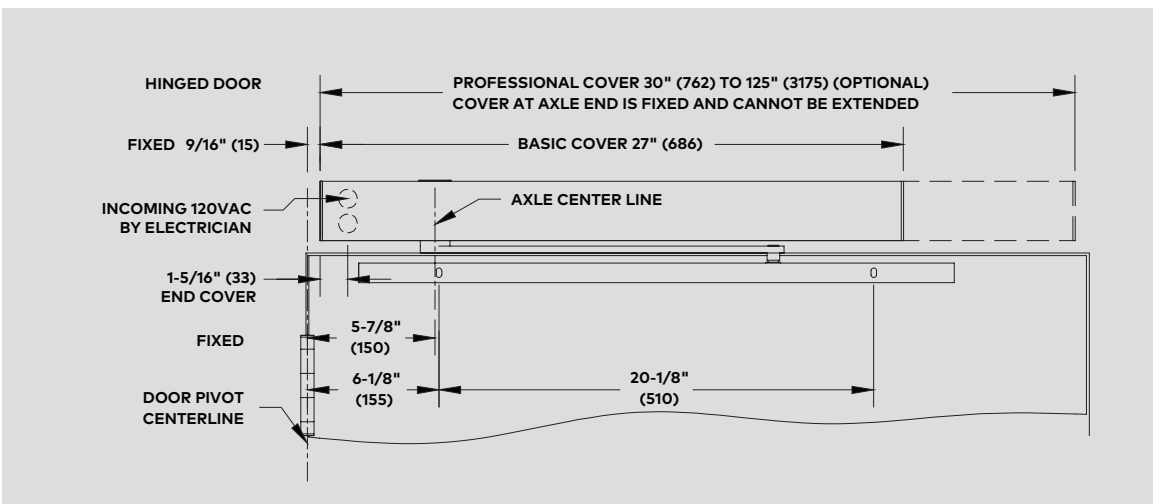 HINGED DOOR
PROFESSIONAL COVER 30" (762) TO 125" (3175) (OPTIONAL)
COVER AT AXLE END IS FIXED AND CANNOT BE EXTENDED
FIXED 9/16" (15)
BASIC COVER 27" (686)
INCOMING 120VAC
BY ELECTRICIAN
AXLE CENTER LINE
1-5/16" (33)
END COVER
FIXED
5-7/8"
(150)
6-1/8"
(155)
20-1/8"
(510)
DOOR PIVOT
CENTERLINE